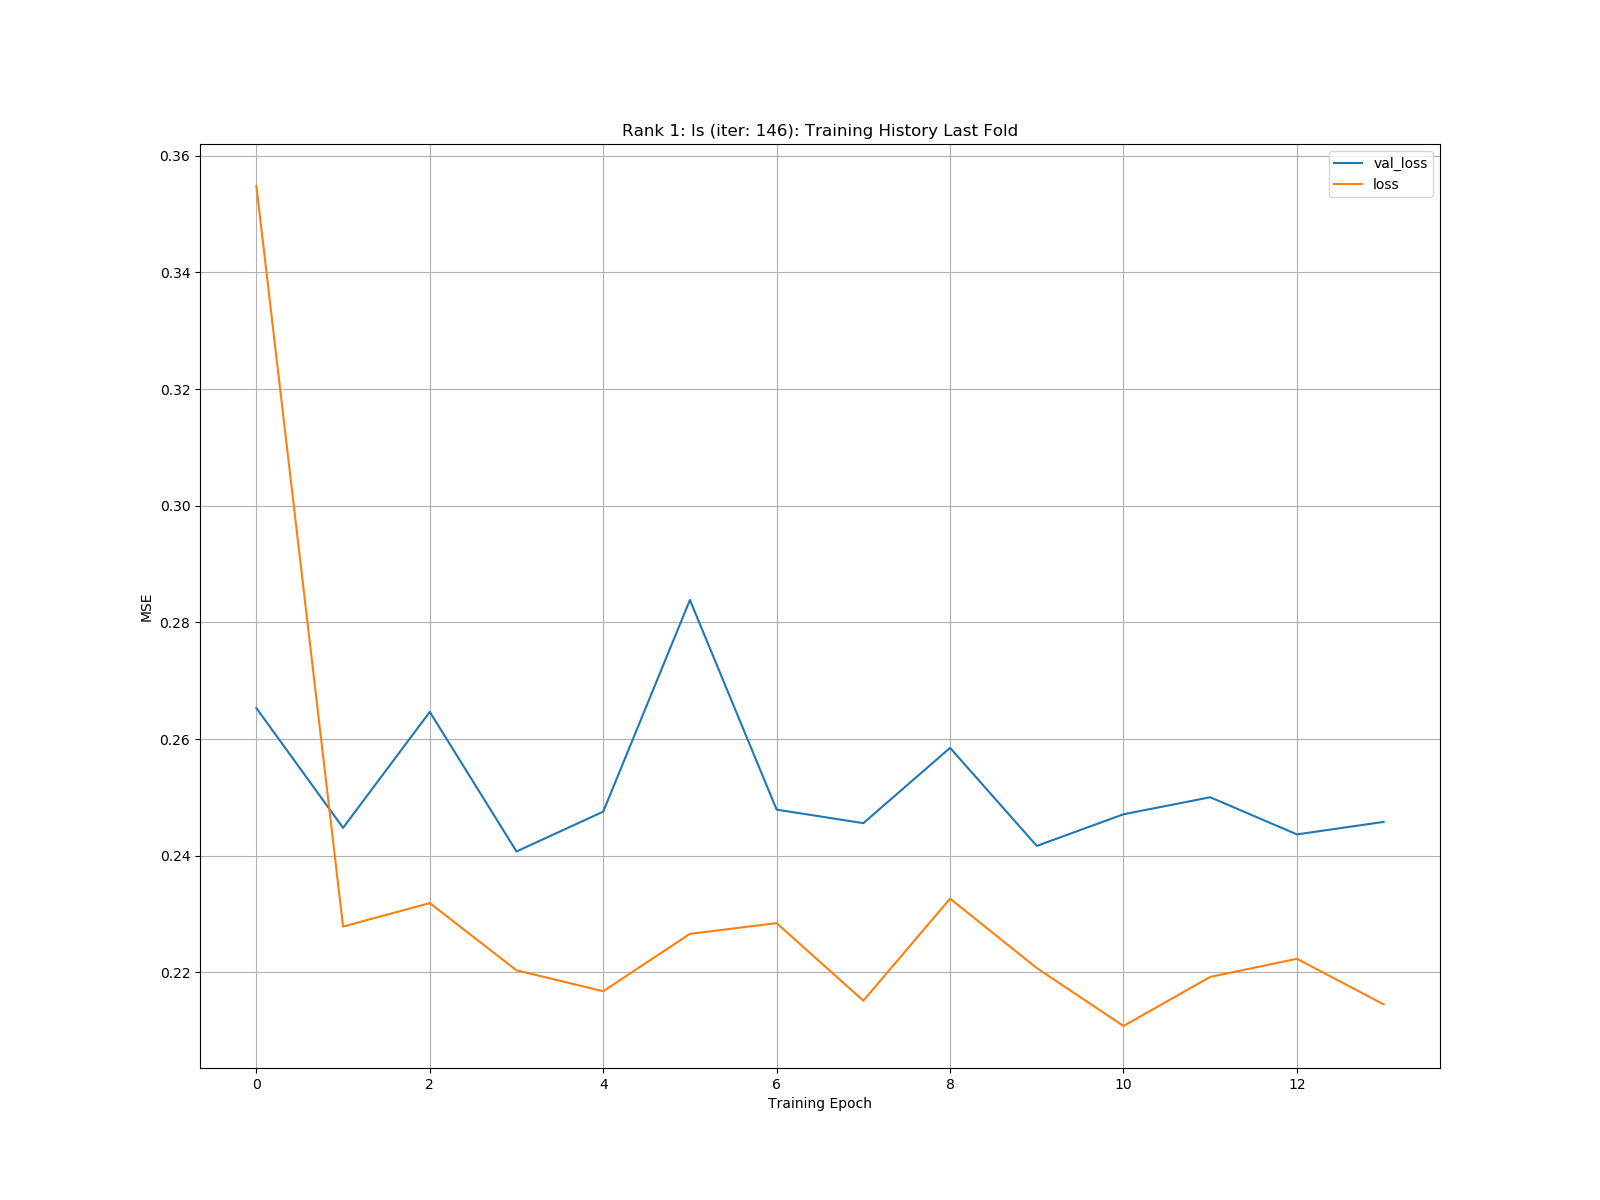 Rank 1: ls (iter: 146): Training History Last Fold
val_loss
loss
0.36
0.34
0.32
0.30
0.28
0.26
0.24
0.22
MSE
0 2 4 6 8 10 12
Training Epoch